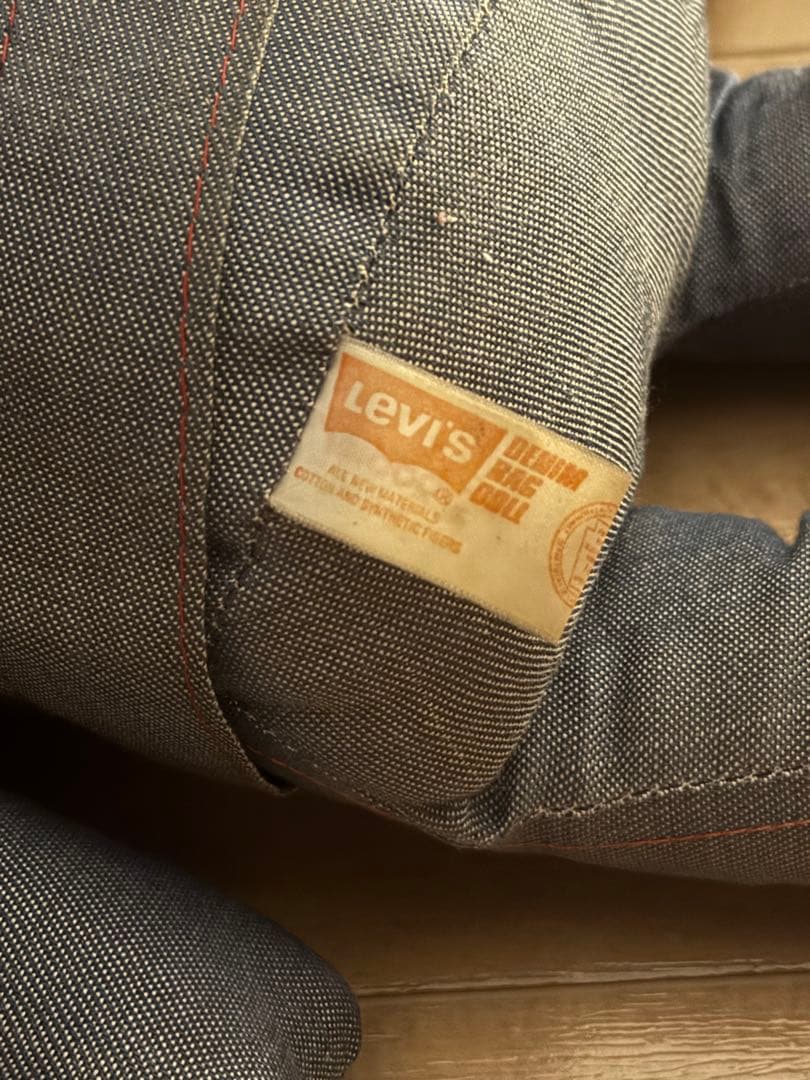 Levi's
DENIM
RAG
DOLL
ALL NEW MATERIALS
COTTON AND SYNTHETIC FIBERS